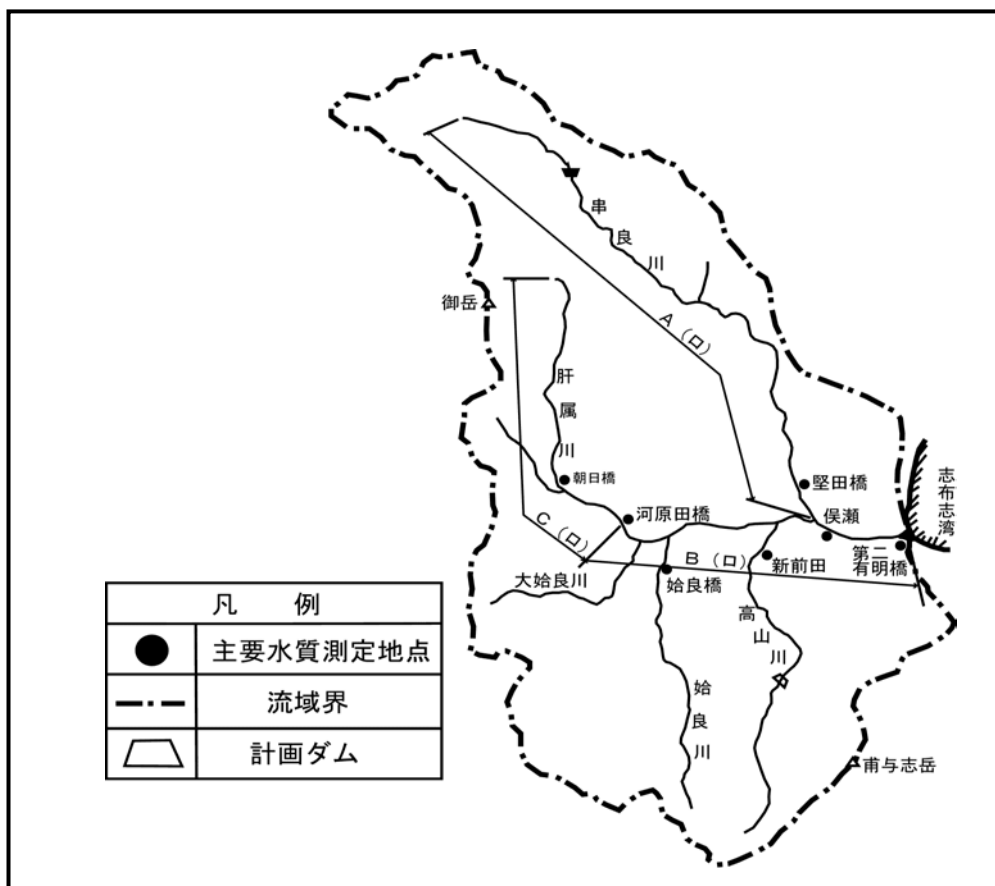 串良川
御岳
A(ロ)
肝属川
志布志湾
朝日橋
堅田橋
河原田橋
俣瀬
C(ロ)
B(ロ)
第二
有明橋
新前田
大姶良川
姶良橋
高山川
姶良川
甫与志岳
凡 例
主要水質測定地点
流域界
計画ダム